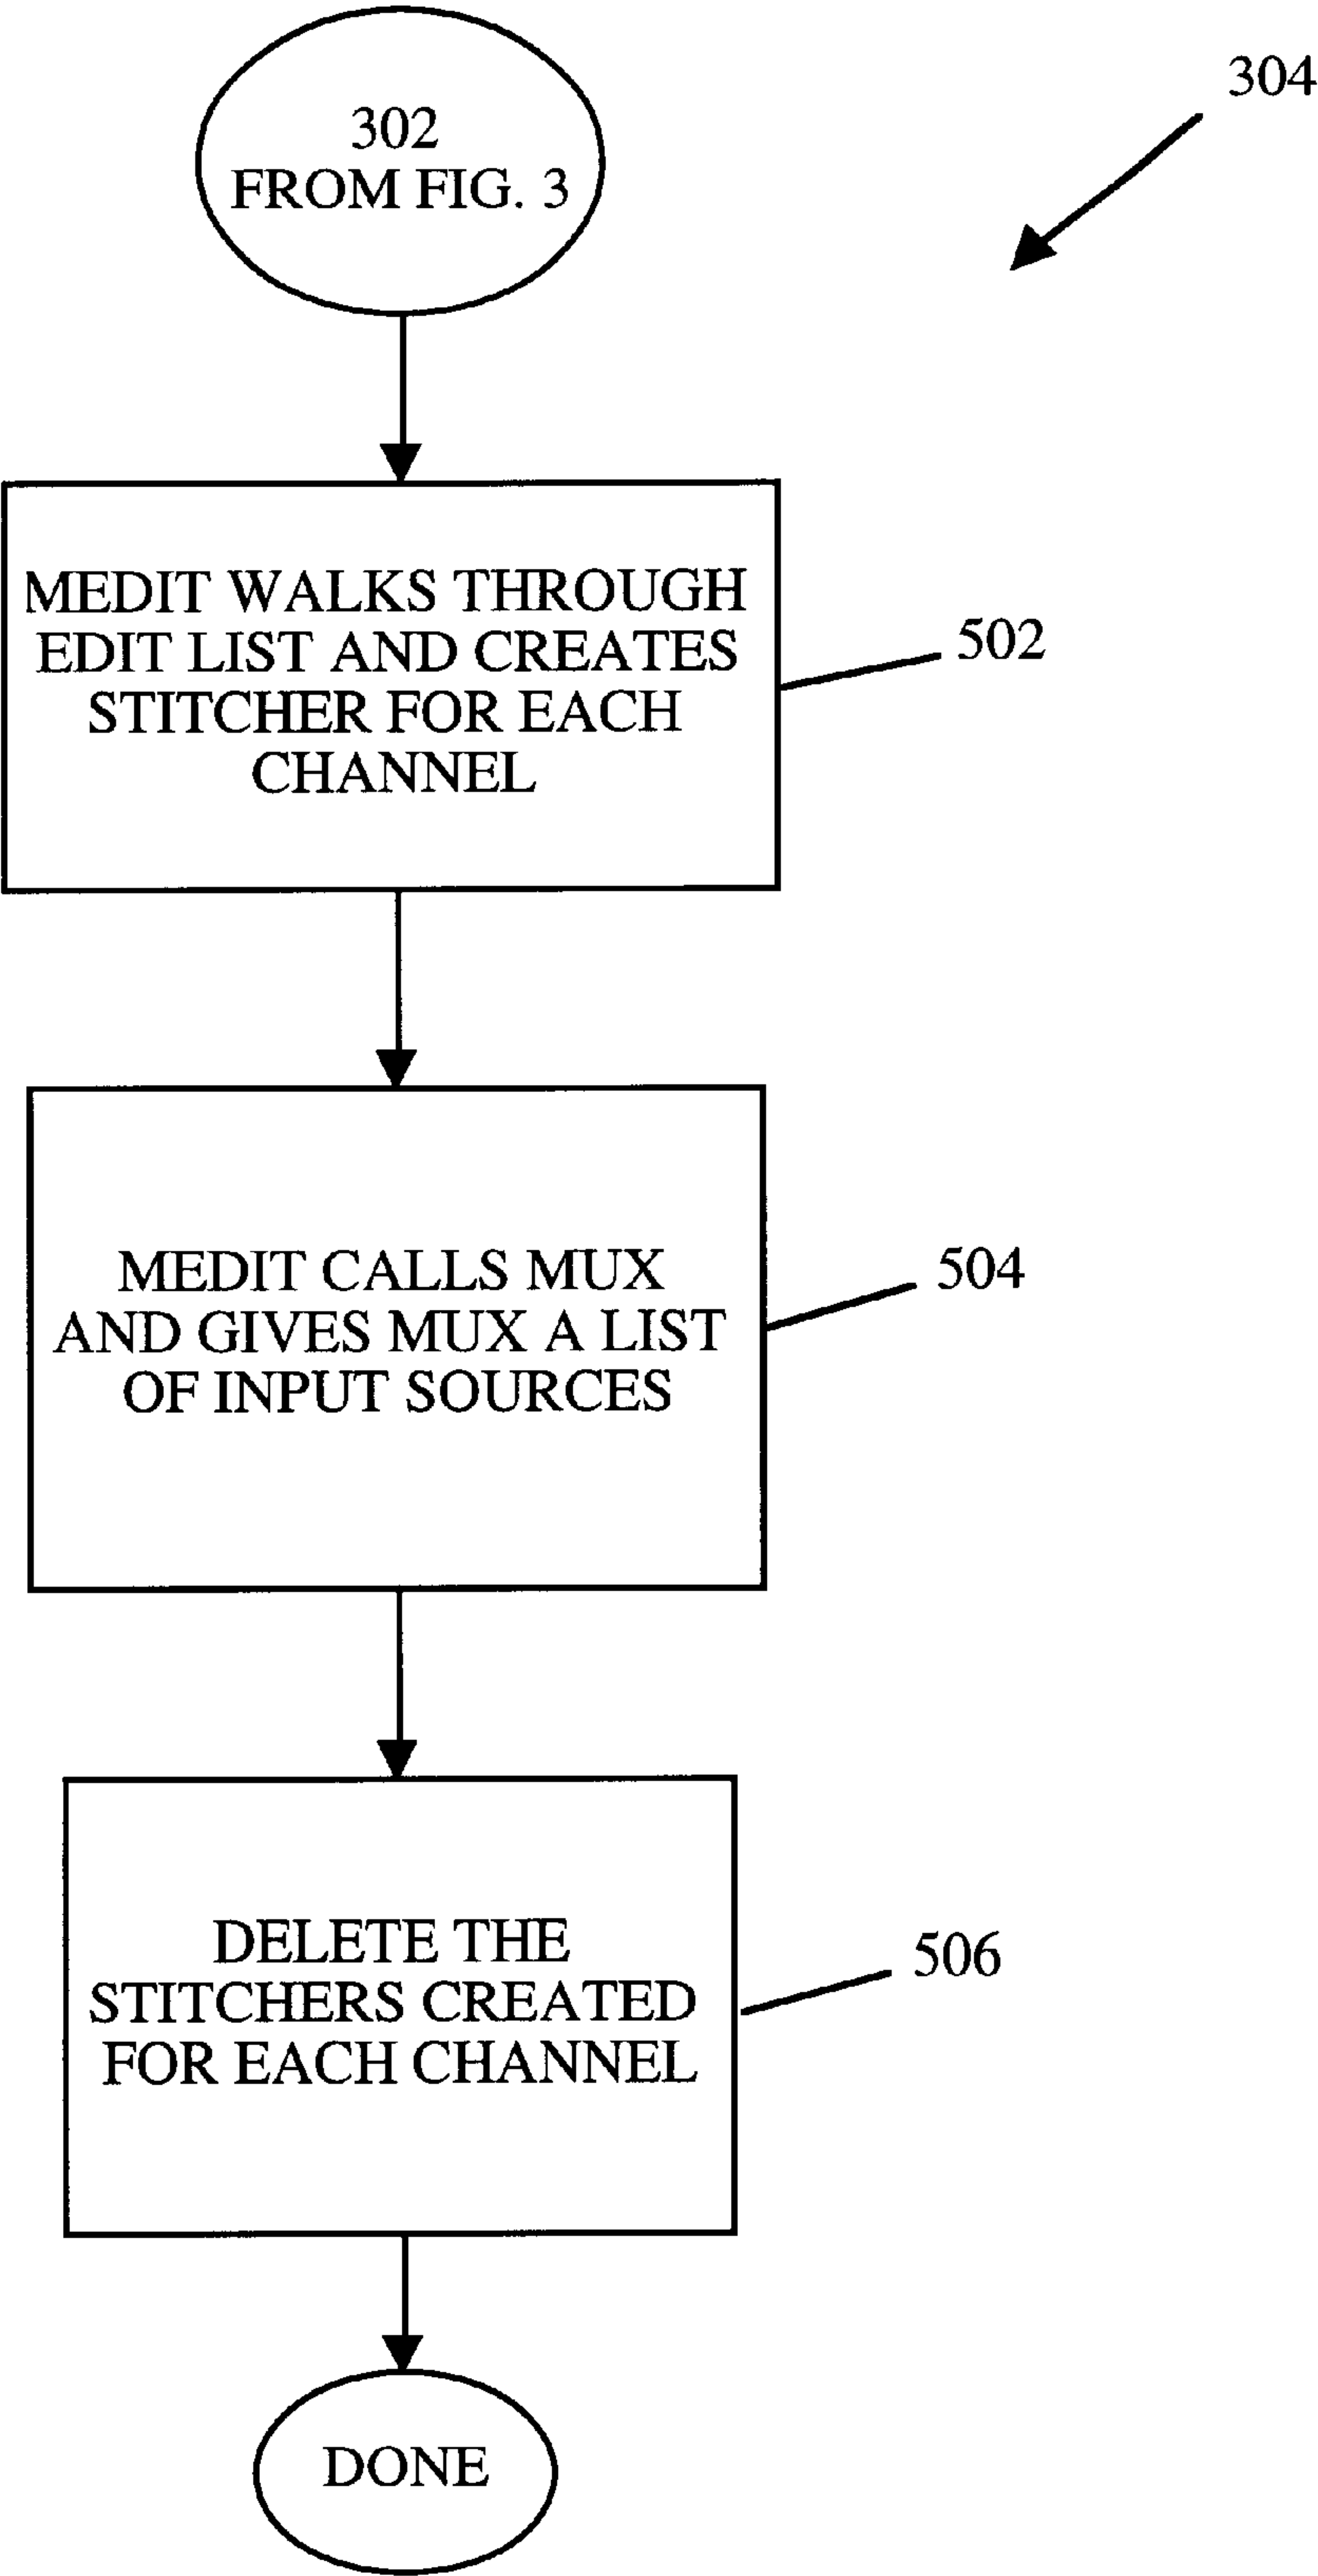 304
302
FROM FIG. 3
MEDIT WALKS THROUGH
EDIT LIST AND CREATES
STITCHER FOR EACH
CHANNEL
502
MEDIT CALLS MUX
AND GIVES MUX A LIST
OF INPUT SOURCES
504
DELETE THE
STITCHERS CREATED
FOR EACH CHANNEL
506
DONE